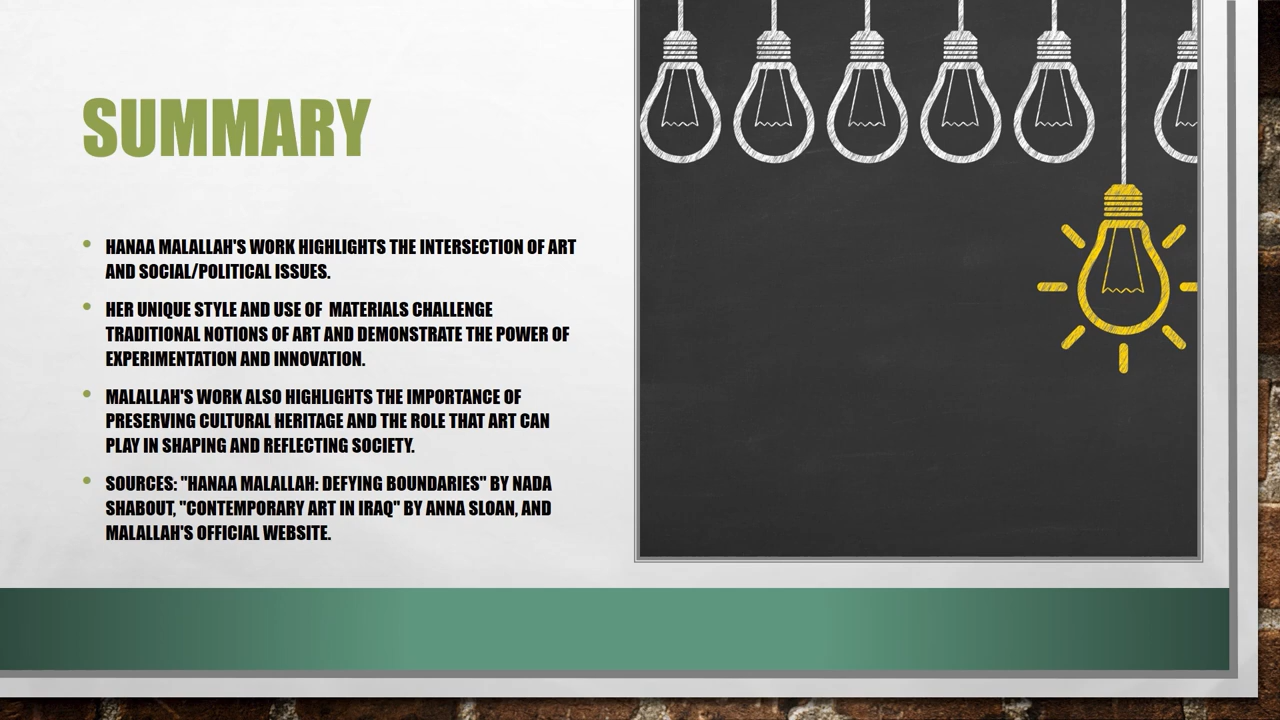 SUMMARY
• HANAA MALALLAH'S WORK HIGHLIGHTS THE INTERSECTION OF ART
AND SOCIAL/POLITICAL ISSUES.
• HER UNIQUE STYLE AND USE OF  MATERIALS CHALLENGE
TRADITIONAL NOTIONS OF ART AND DEMONSTRATE THE POWER OF
EXPERIMENTATION AND INNOVATION.
• MALALLAH'S WORK ALSO HIGHLIGHTS THE IMPORTANCE OF
PRESERVING CULTURAL HERITAGE AND THE ROLE THAT ART CAN
PLAY IN SHAPING AND REFLECTING SOCIETY.
• SOURCES: "HANAA MALALLAH: DEFYING BOUNDARIES" BY NADA
SHABOUT, "CONTEMPORARY ART IN IRAQ" BY ANNA SLOAN, AND
MALALLAH'S OFFICIAL WEBSITE.